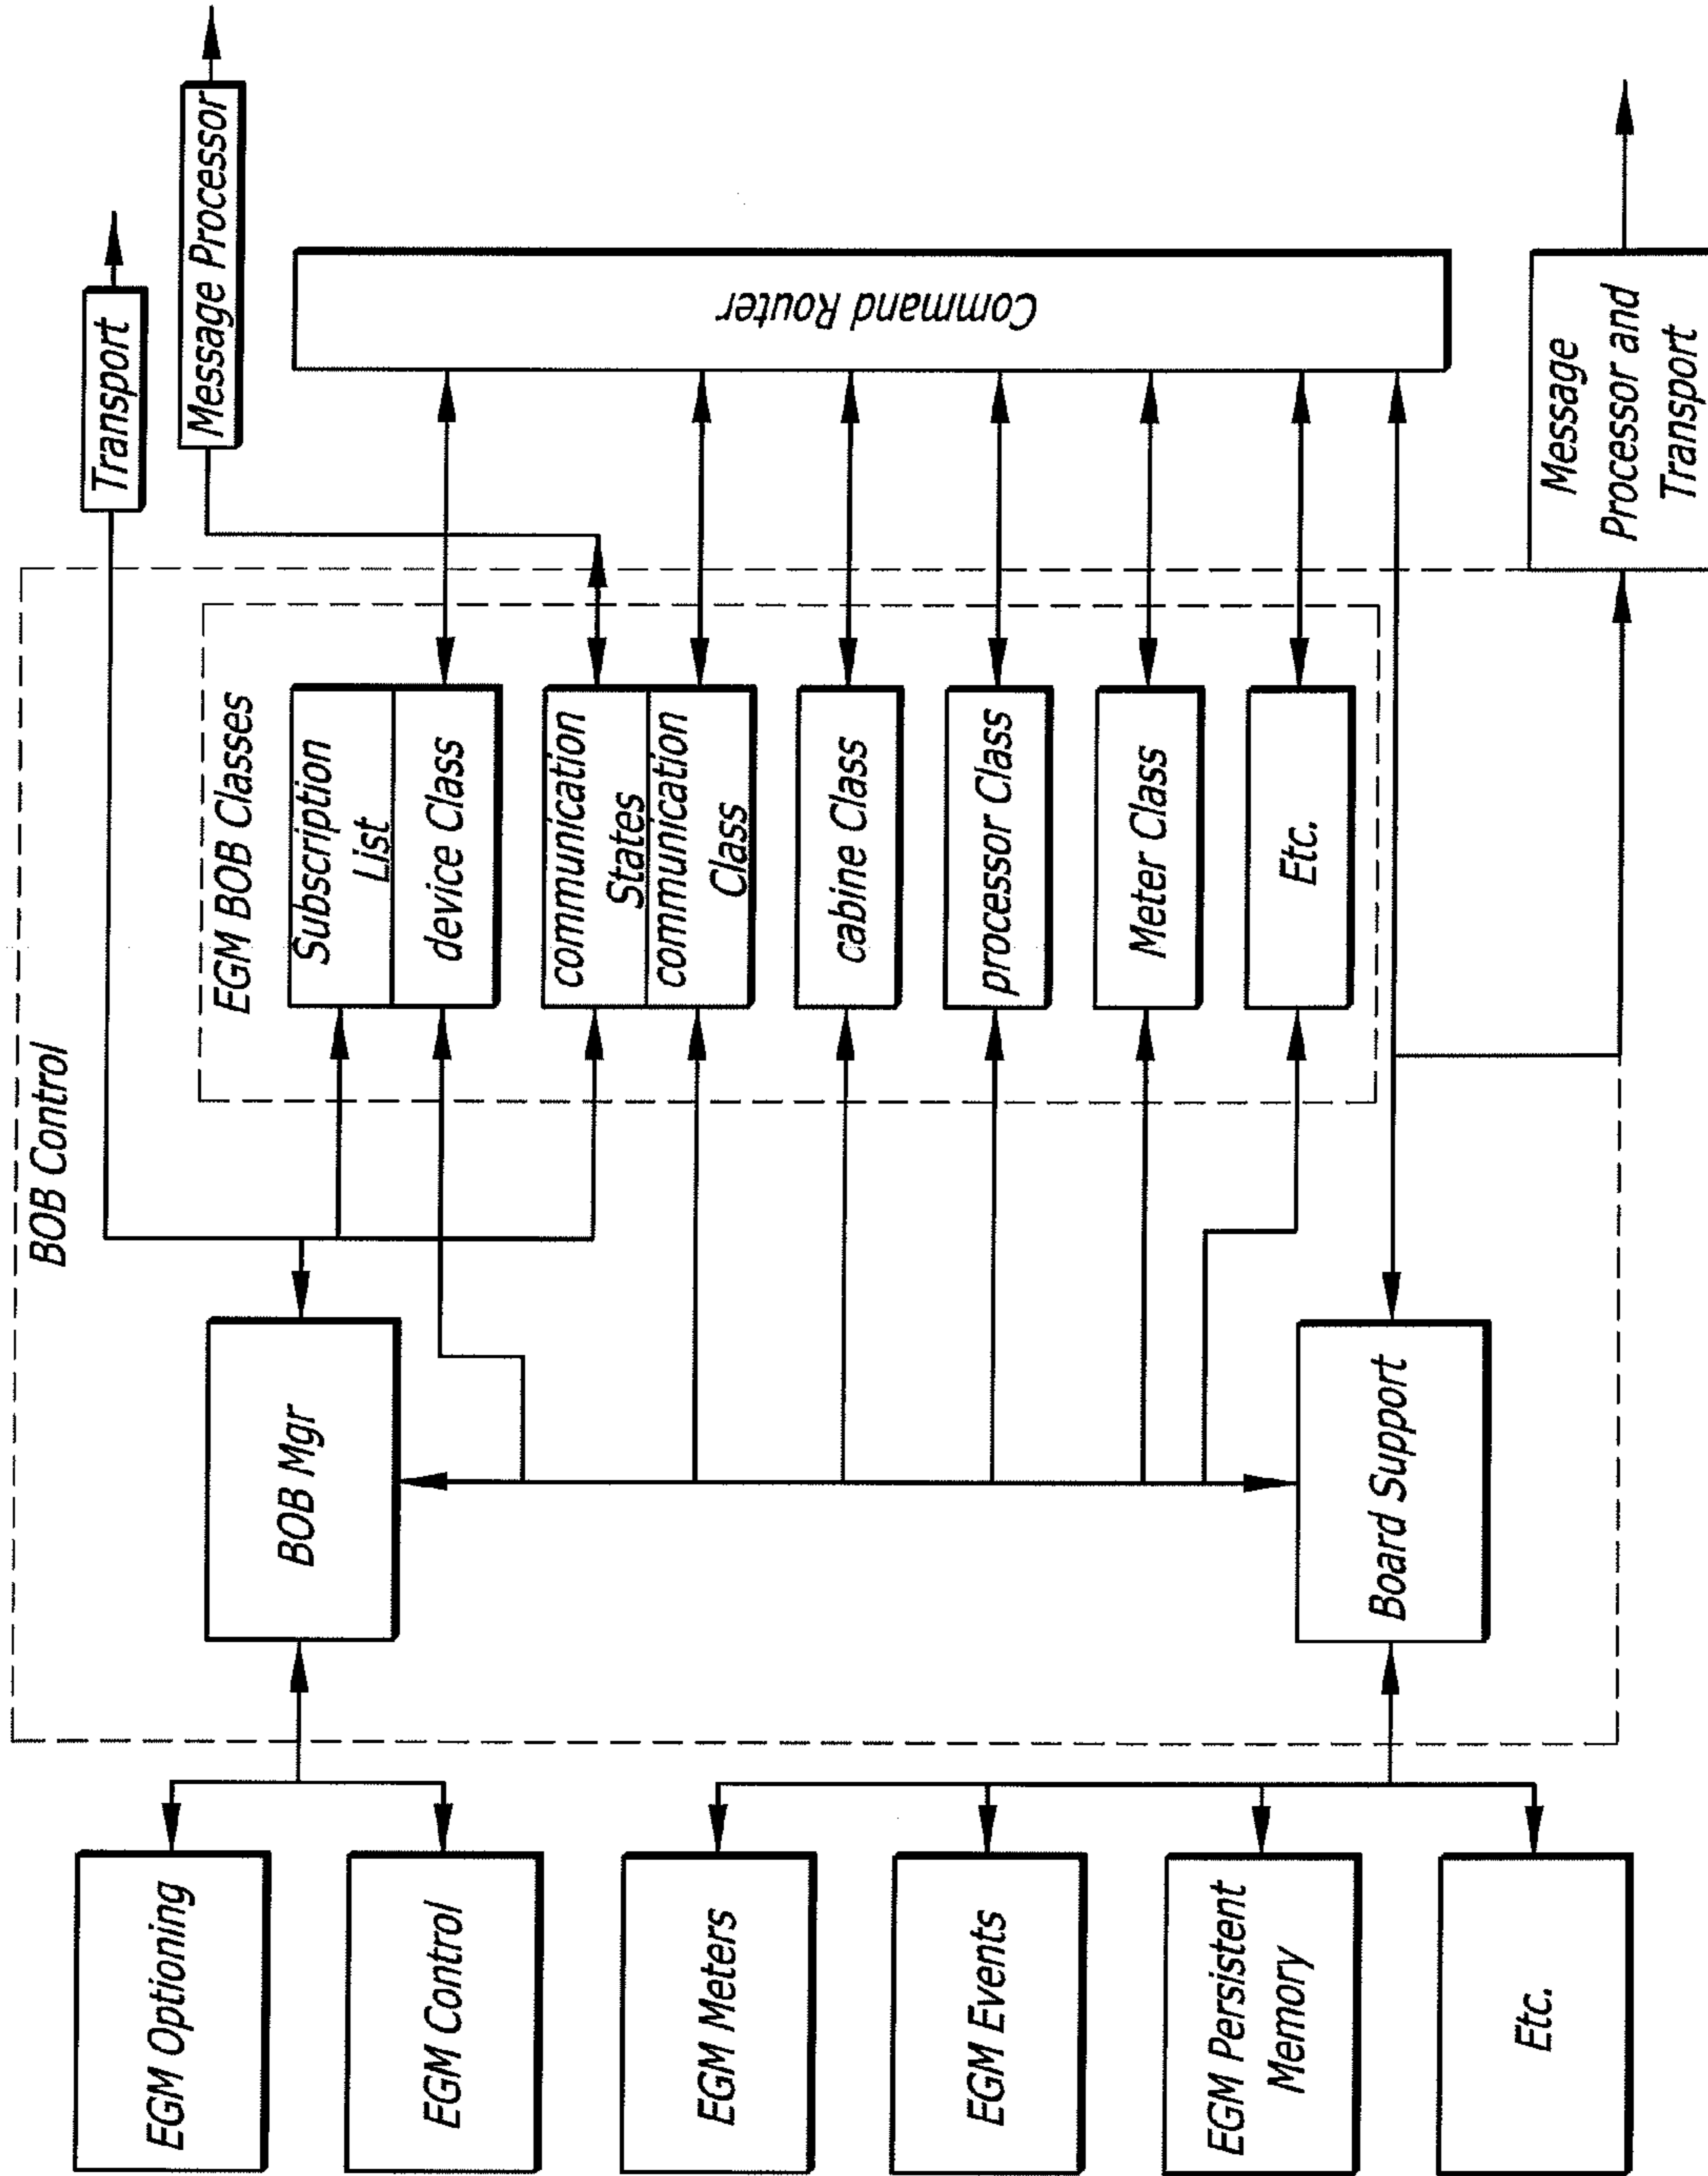 BOB Control
Transport
Message Processor
EGM BOB Classes
EGM Optioning
BOB Mgr
Subscription
List
device Class
EGM Control
communication
States
communication
Class
Command Router
EGM Meters
cabine Class
EGM Events
processor Class
EGM Persistent
Memory
Meter Class
Board Support
Etc.
Etc.
Message
Processor and
Transport